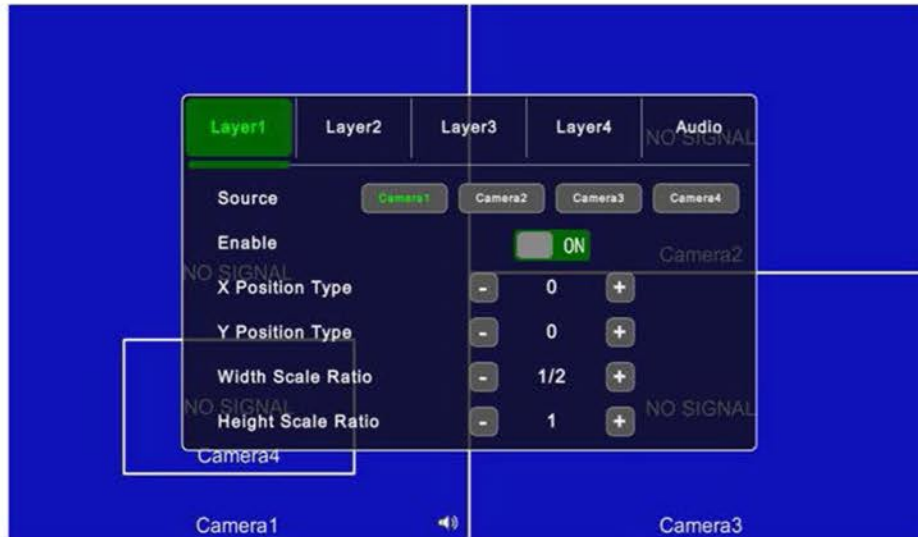 Layer1 Layer2 Layer3 Layer4 Audio
NO SIGNAL
Source Camera1 Camera2 Camera3 Camera4
Enable ON
Camera2
NO SIGNAL
X Position Type - 0 +
Y Position Type - 0 +
Width Scale Ratio - 1/2 +
NO SIGNAL NO SIGNAL
Height Scale Ratio - 1 +
Camera4
Camera1 Camera3